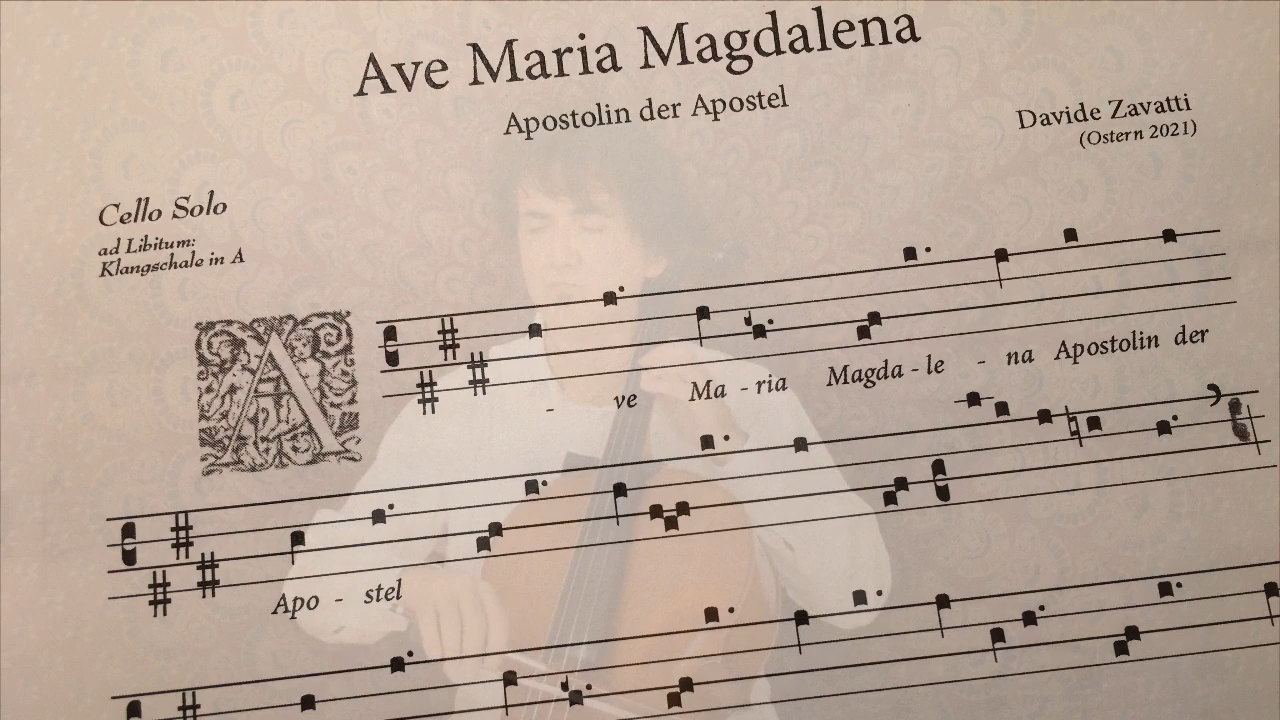 Ave Maria Magdalena
Apostolin der Apostel
Davide Zavatti
(Ostern 2021)
Cello Solo
ad Libitum:
Klangschale in A
A - ve Ma - ria Magda - le - na Apostolin der
Apo - stel